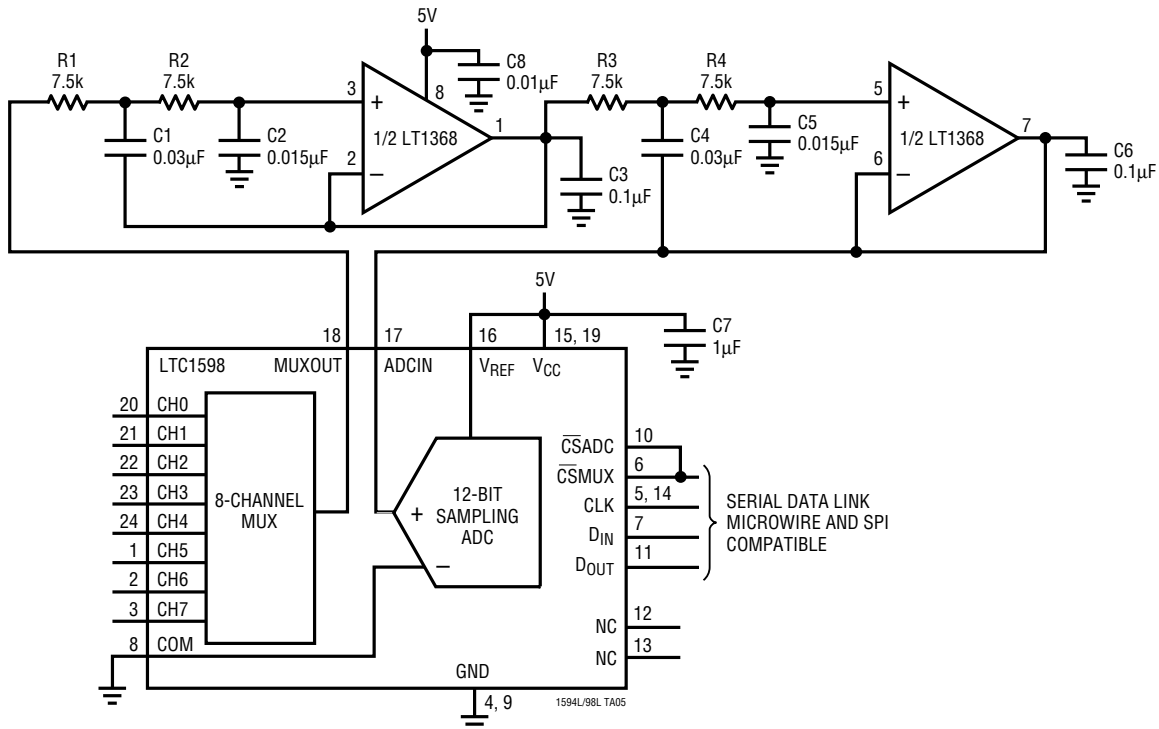 5V
R1
7.5k
R2
7.5k
C8
0.01µF
R3
7.5k
R4
7.5k
3
8
+
1/2 LT1368
1
2
–
C1
0.03µF
C2
0.015µF
C3
0.1µF
C4
0.03µF
C5
0.015µF
5
+
1/2 LT1368
7
6
–
C6
0.1µF
5V
18
17
16
15, 19
C7
1µF
LTC1598
MUXOUT
ADCIN
VREF
VCC
20 CH0
21 CH1
22 CH2
23 CH3
24 CH4
1 CH5
2 CH6
3 CH7
8 COM
8-CHANNEL
MUX
+
12-BIT
SAMPLING
ADC
–
CSADC 10
CSMUX 6
CLK 5, 14
DIN 7
DOUT 11
NC 12
NC 13
SERIAL DATA LINK
MICROWIRE AND SPI
COMPATIBLE
GND
4, 9
1594L/98L TA05